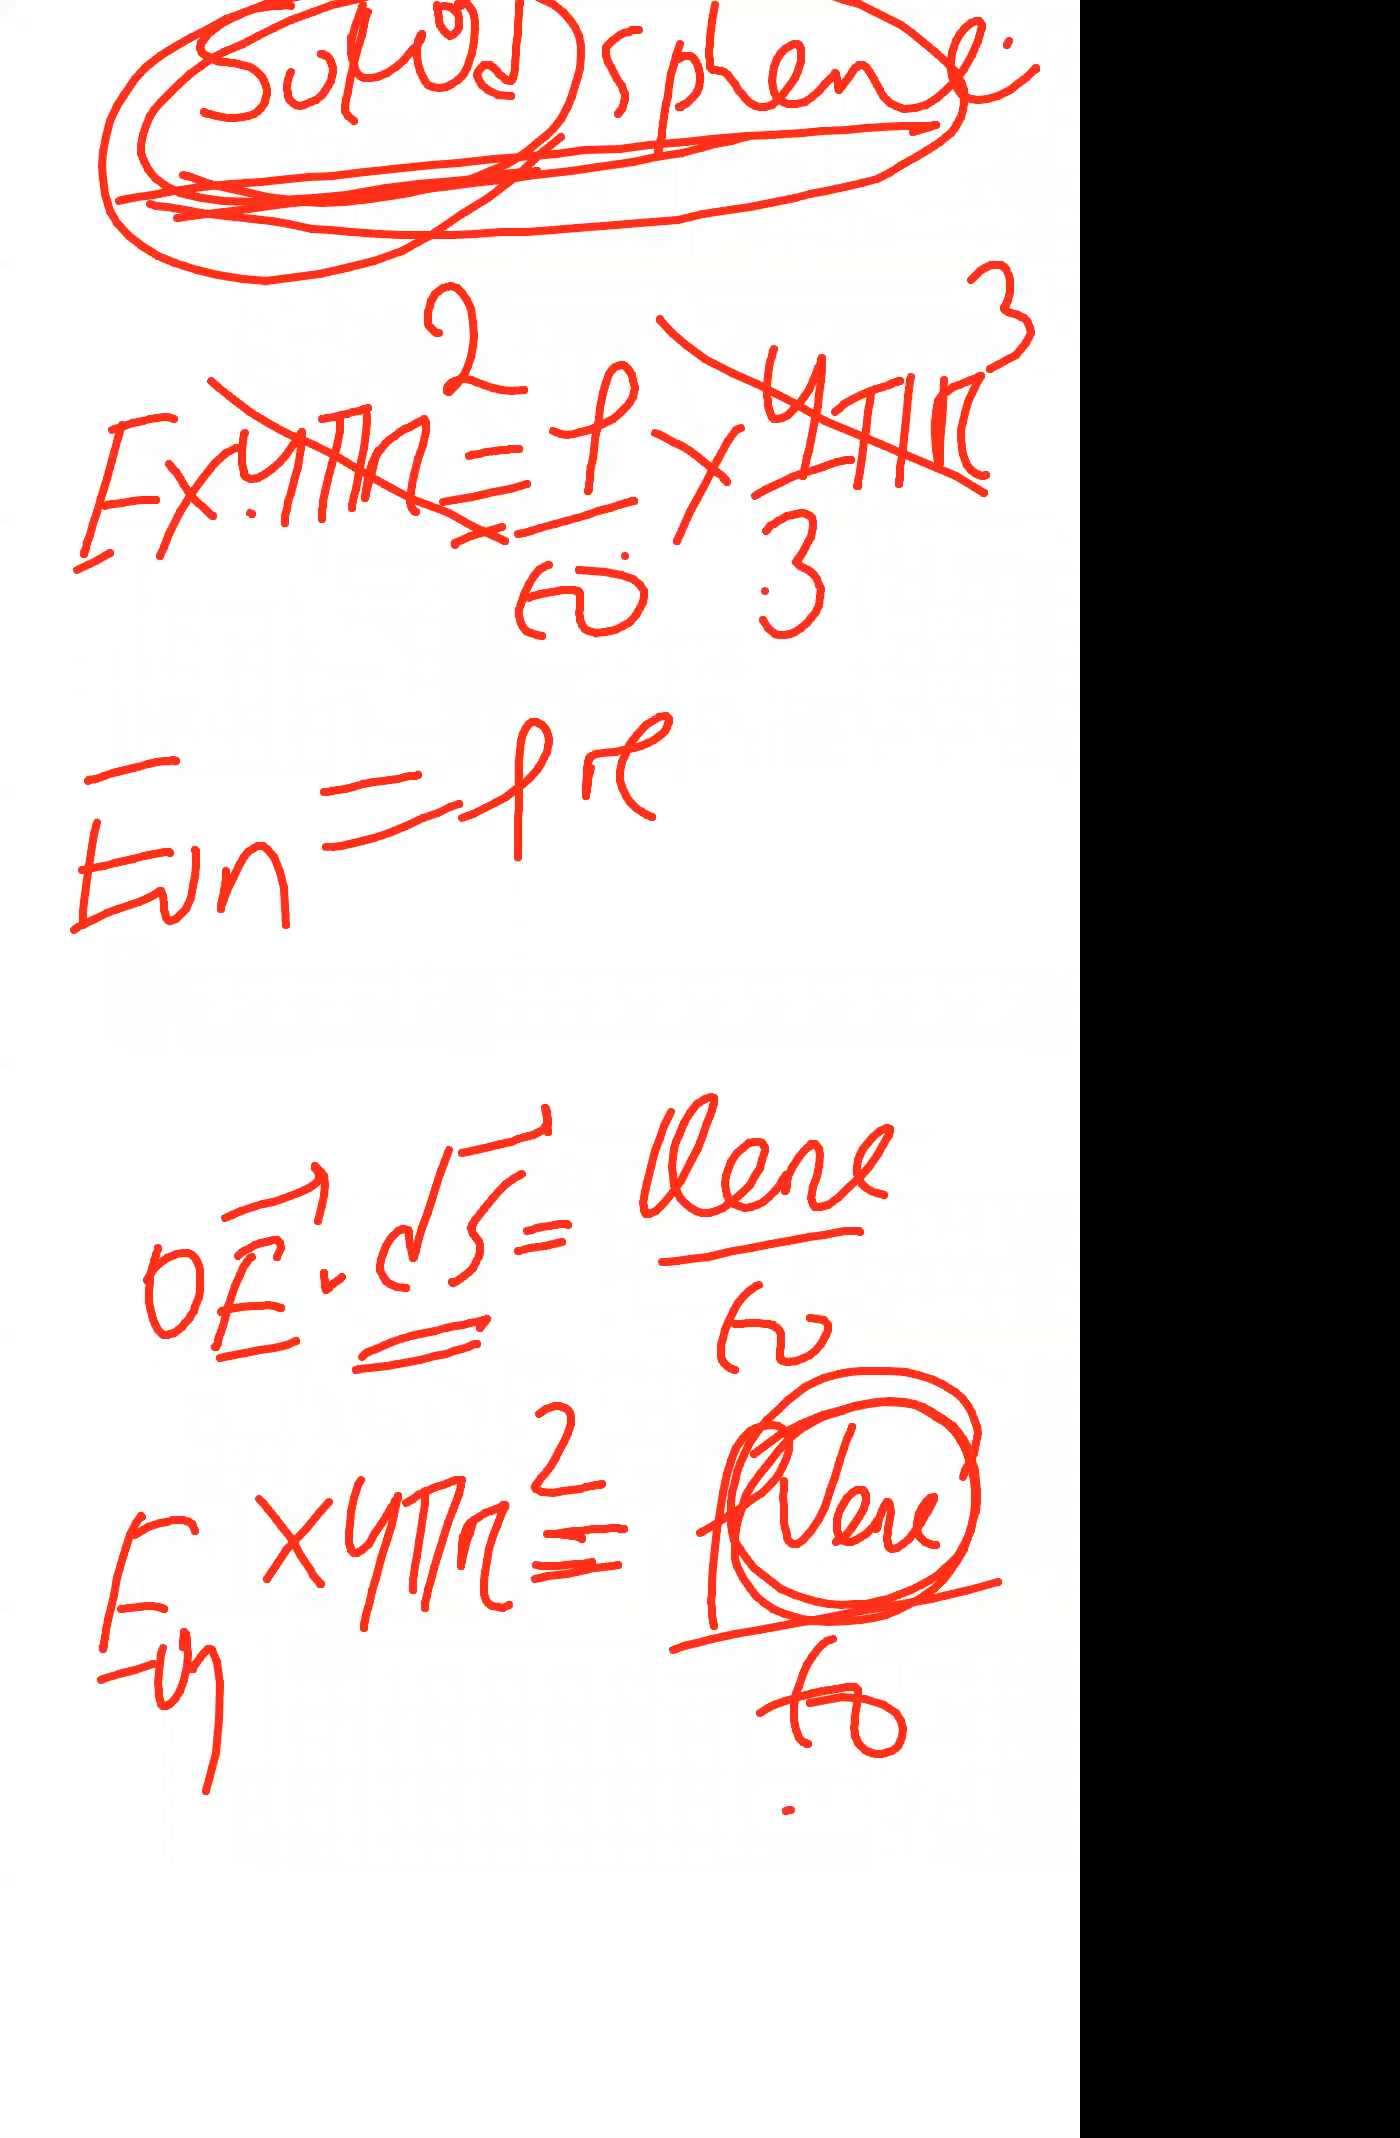 Solid sphere:
E × 4πr² = ρ/ε₀ × 4πr³/3
Ein = ρr
∮E⃗.ds⃗ = qenc/ε₀
Ein × 4πr² = ρVenc/ε₀